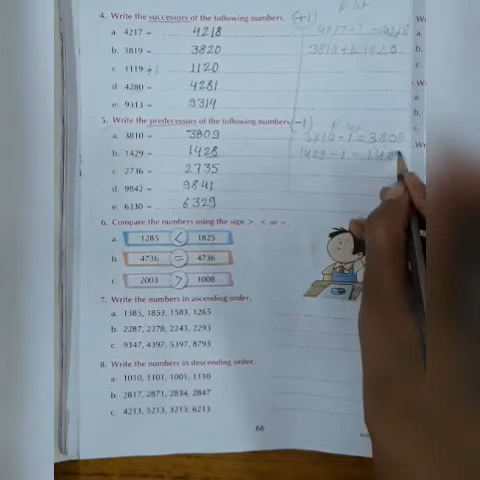 4. Write the successors of the following numbers. (+1)
P W
a. 4217 = 4218 4217+1 = 4218
b. 3819 = 3820 3819+1 3820
c. 1119 +1 1120
d. 4280 = 4281
e. 9313 = 9314
5. Write the predecessors of the following numbers. (-1)
P W
a. 3810 = 3809 3810-1=3809
b. 1429 = 1428 1429-1=
c. 2736 = 2735
d. 9842 = 9841
e. 6330 = 6329
6. Compare the numbers using the sign >, < or =.
a. 1285 < 1825
b. 4736 = 4736
c. 2003 > 1008
7. Write the numbers in ascending order.
a. 1385, 1853, 1583, 1265
b. 2287, 2278, 2243, 2293
c. 9347, 4397, 5397, 8793
8. Write the numbers in descending order.
a. 1010, 1101, 1001, 1110
b. 2817, 2871, 2834, 2847
c. 4213, 5213, 3213, 6213
66